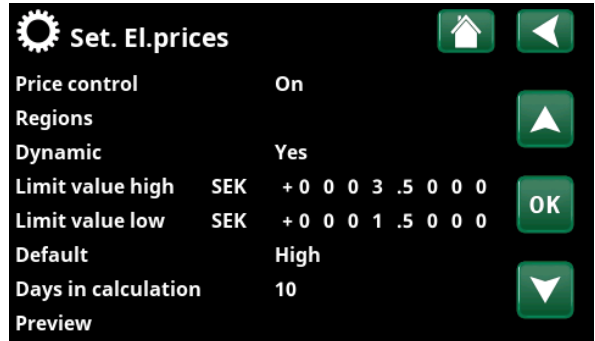 Set. El.prices
Price control On
Regions
Dynamic Yes
Limit value high SEK +0 0 0 3 .5 0 0 0
Limit value low SEK +0 0 0 1 .5 0 0 0
OK
Default High
Days in calculation 10
Preview